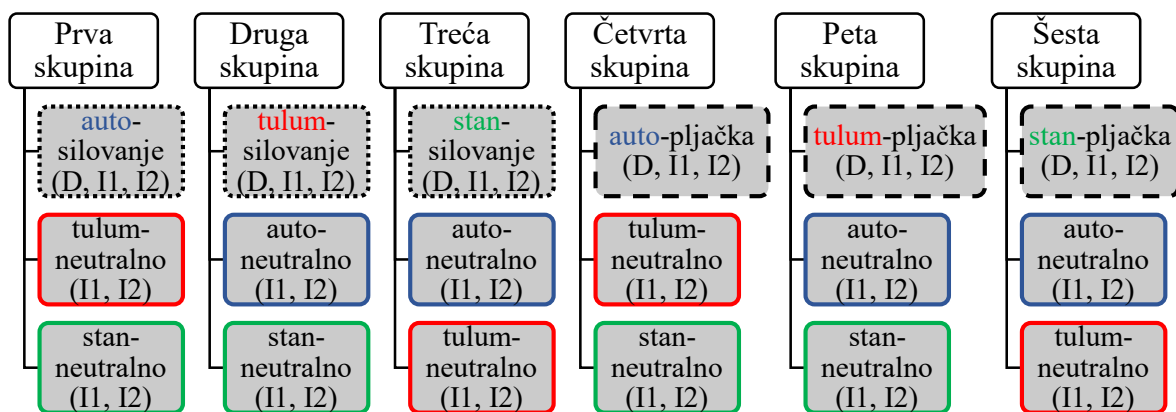 Prva
skupina
auto-
silovanje
(D, I1, I2)
tulum-
neutralno
(I1, I2)
stan-
neutralno
(I1, I2)
Druga
skupina
tulum-
silovanje
(D, I1, I2)
auto-
neutralno
(I1, I2)
stan-
neutralno
(I1, I2)
Treća
skupina
stan-
silovanje
(D, I1, I2)
auto-
neutralno
(I1, I2)
tulum-
neutralno
(I1, I2)
Četvrta
skupina
auto-pljačka
(D, I1, I2)
tulum-
neutralno
(I1, I2)
stan-
neutralno
(I1, I2)
Peta
skupina
tulum-pljačka
(D, I1, I2)
auto-
neutralno
(I1, I2)
stan-
neutralno
(I1, I2)
Šesta
skupina
stan-pljačka
(D, I1, I2)
auto-
neutralno
(I1, I2)
tulum-
neutralno
(I1, I2)